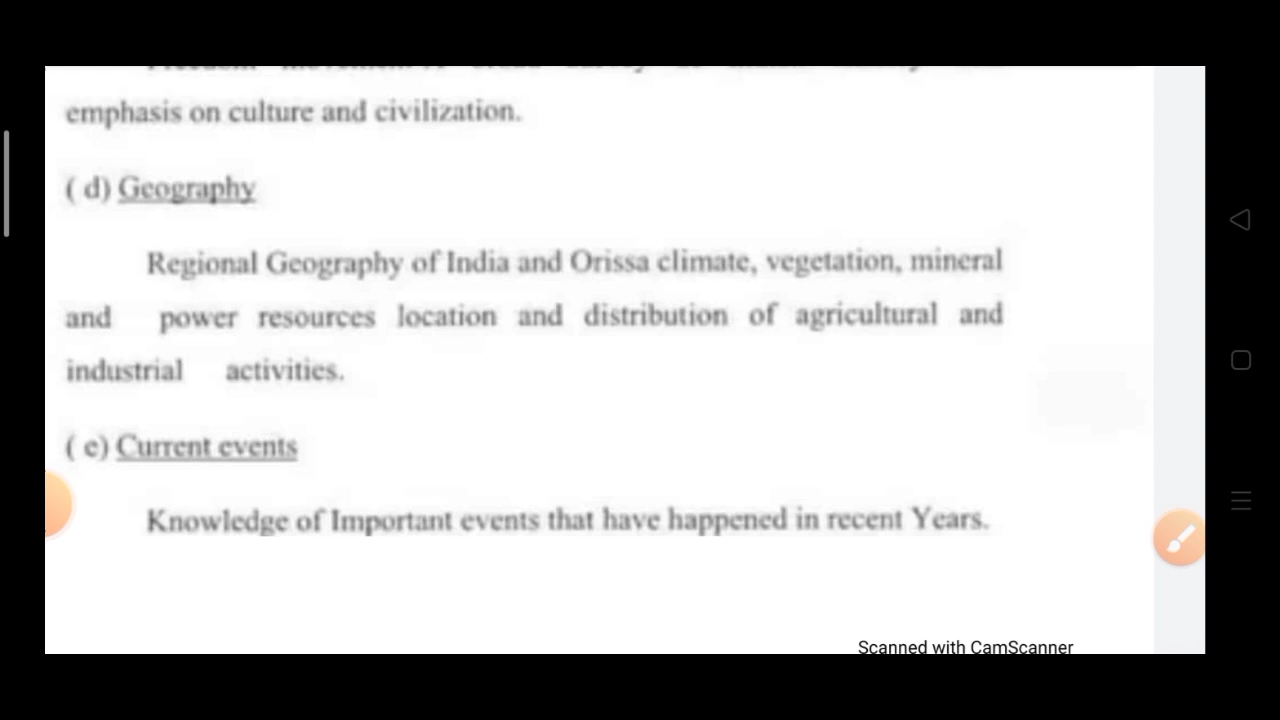 emphasis on culture and civilization.
( d) Geography
Regional Geography of India and Orissa climate, vegetation, mineral
and power resources location and distribution of agricultural and
industrial activities.
( e) Current events
Knowledge of Important events that have happened in recent Years.
Scanned with CamScanner